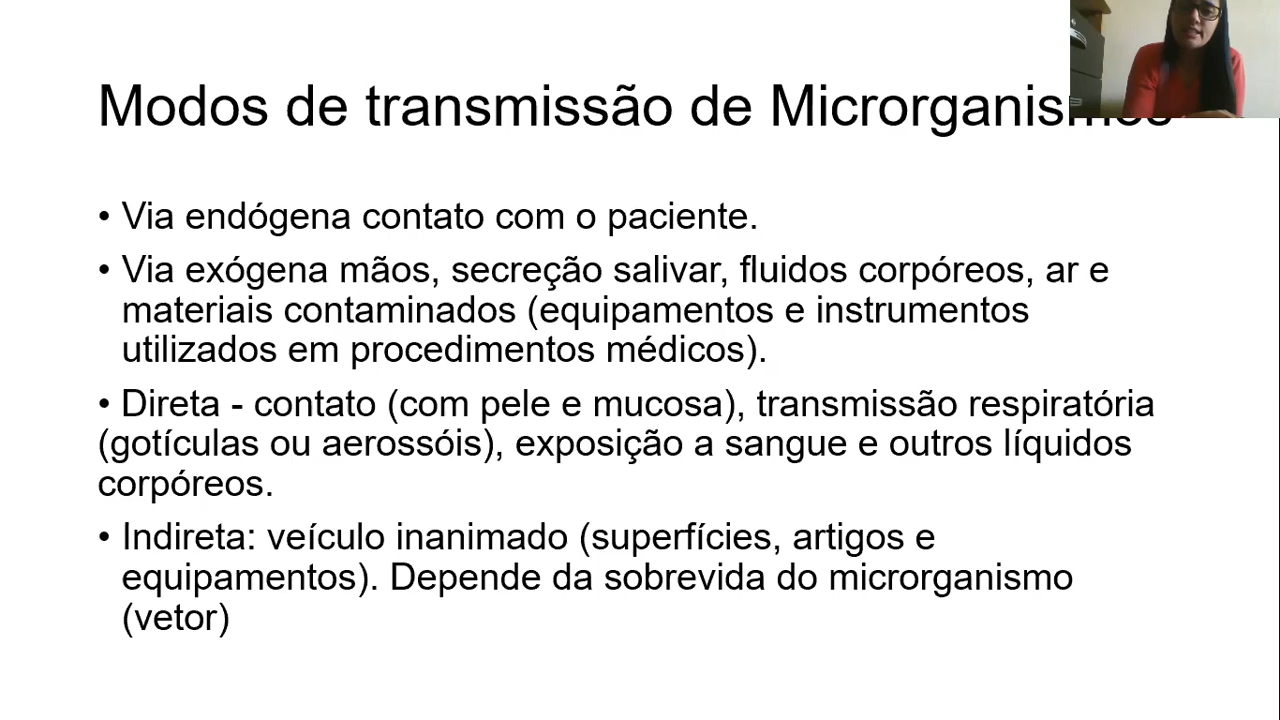 Modos de transmissão de Microrganismos
• Via endógena contato com o paciente.
• Via exógena mãos, secreção salivar, fluidos corpóreos, ar e
materiais contaminados (equipamentos e instrumentos
utilizados em procedimentos médicos).
• Direta - contato (com pele e mucosa), transmissão respiratória
(gotículas ou aerossóis), exposição a sangue e outros líquidos
corpóreos.
• Indireta: veículo inanimado (superfícies, artigos e
equipamentos). Depende da sobrevida do microrganismo
(vetor)